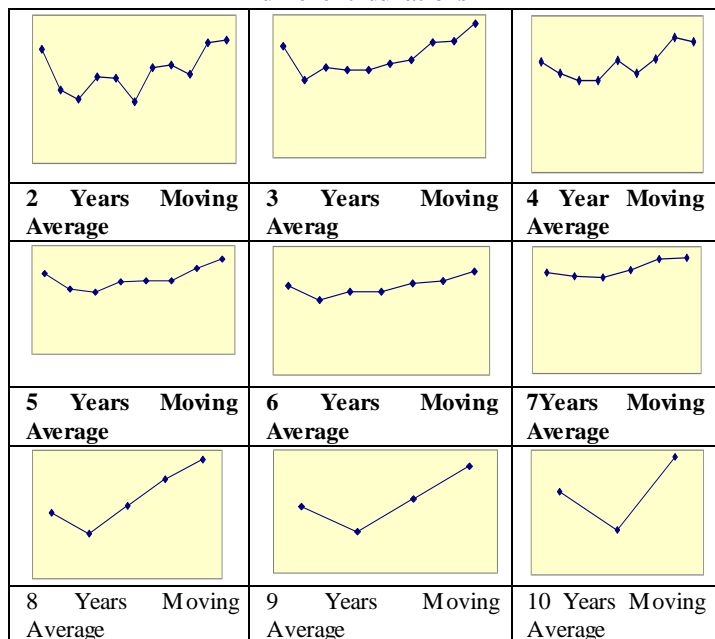 2 Years Moving
Average
3 Years Moving
Averag
4 Year Moving
Average
5 Years Moving
Average
6 Years Moving
Average
7Years Moving
Average
8 Years Moving
Average
9 Years Moving
Average
10 Years Moving
Average